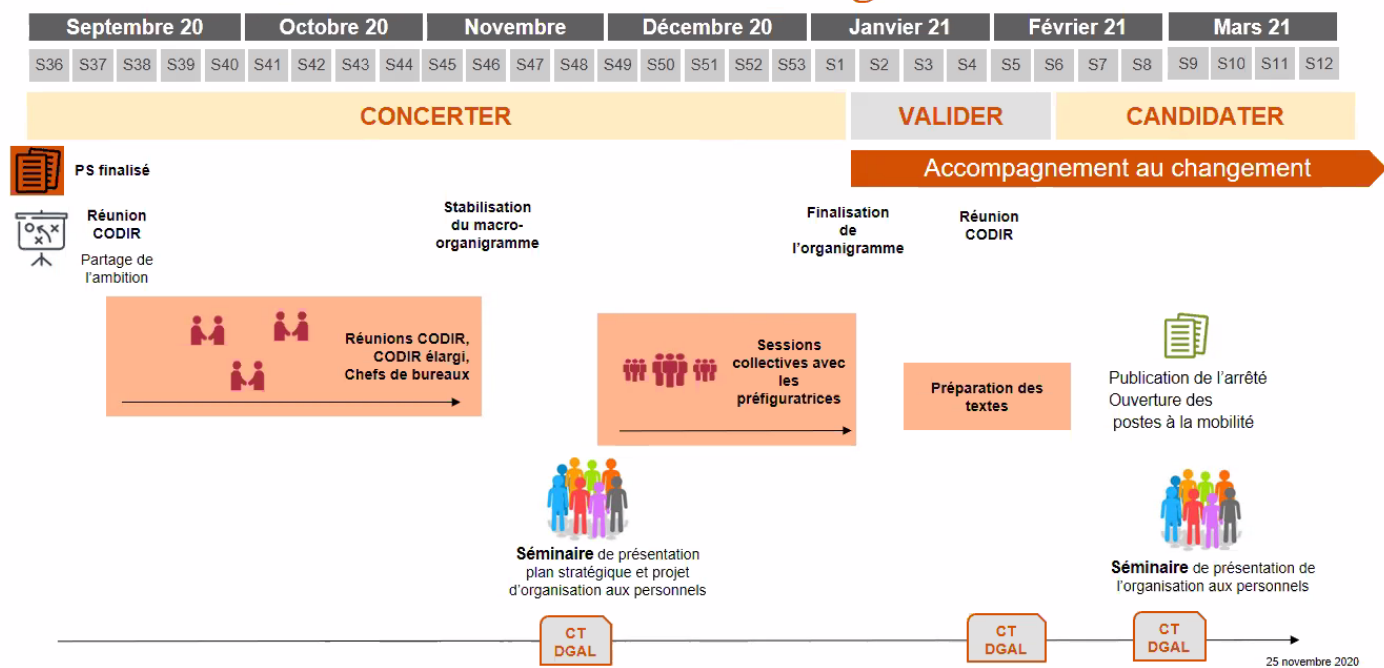 Septembre 20 Octobre 20 Novembre Décembre 20 Janvier 21 Février 21 Mars 21
S36 S37 S38 S39 S40 S41 S42 S43 S44 S45 S46 S47 S48 S49 S50 S51 S52 S53 S1 S2 S3 S4 S5 S6 S7 S8 S9 S10 S11 S12
CONCERTER VALIDER CANDIDATER
Accompagnement au changement
PS finalisé
Réunion
CODIR
Partage de
l'ambition
Stabilisation
du macro-
organigramme
Finalisation
de
l'organigramme
Réunion
CODIR
Réunions CODIR,
CODIR élargi,
Chefs de bureaux
Sessions
collectives avec
les
préfiguratrices
Préparation des
textes
Publication de l'arrêté
Ouverture des
postes à la mobilité
Séminaire de présentation
plan stratégique et projet
d'organisation aux personnels
Séminaire de présentation de
l'organisation aux personnels
CT
DGAL
CT
DGAL
CT
DGAL
25 novembre 2020